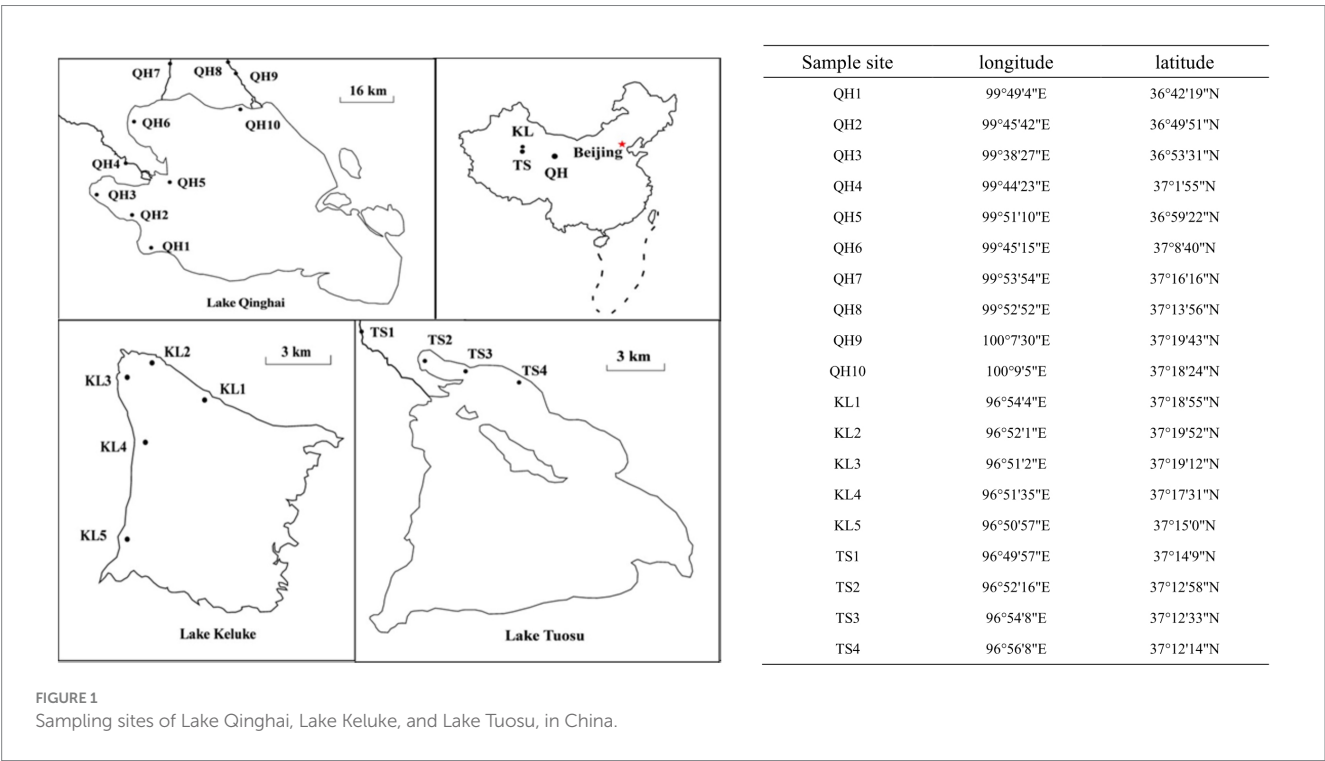 QH7
QH8
QH9
16 km
QH6
QH10
QH4
QH5
QH3
QH2
QH1
Lake Qinghai
KL
TS
QH
Beijing
KL2
3 km
KL3
KL1
KL4
KL5
Lake Keluke
TS1
TS2
TS3
TS4
3 km
Lake Tuosu
Sample site longitude latitude
QH1 99°49'4"E 36°42'19"N
QH2 99°45'42"E 36°49'51"N
QH3 99°38'27"E 36°53'31"N
QH4 99°44'23"E 37°1'55"N
QH5 99°51'10"E 36°59'22"N
QH6 99°45'15"E 37°8'40"N
QH7 99°53'54"E 37°16'16"N
QH8 99°52'52"E 37°13'56"N
QH9 100°7'30"E 37°19'43"N
QH10 100°9'5"E 37°18'24"N
KL1 96°54'4"E 37°18'55"N
KL2 96°52'1"E 37°19'52"N
KL3 96°51'2"E 37°19'12"N
KL4 96°51'35"E 37°17'31"N
KL5 96°50'57"E 37°15'0"N
TS1 96°49'57"E 37°14'9"N
TS2 96°52'16"E 37°12'58"N
TS3 96°54'8"E 37°12'33"N
TS4 96°56'8"E 37°12'14"N
FIGURE 1
Sampling sites of Lake Qinghai, Lake Keluke, and Lake Tuosu, in China.